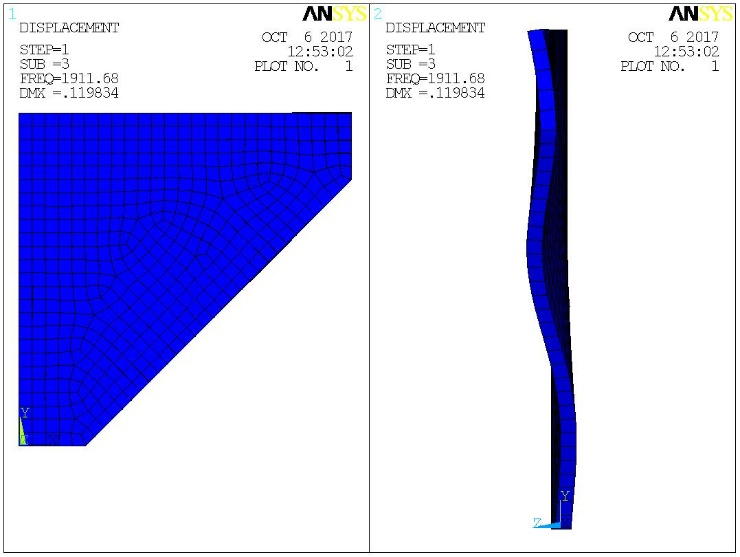 1
ANSYS
DISPLACEMENT
STEP=1
SUB =3
FREQ=1911.68
DMX =.119834
OCT  6 2017
12:53:02
PLOT NO.   1
Y
2
ANSYS
DISPLACEMENT
STEP=1
SUB =3
FREQ=1911.68
DMX =.119834
OCT  6 2017
12:53:02
PLOT NO.   1
Y
Z